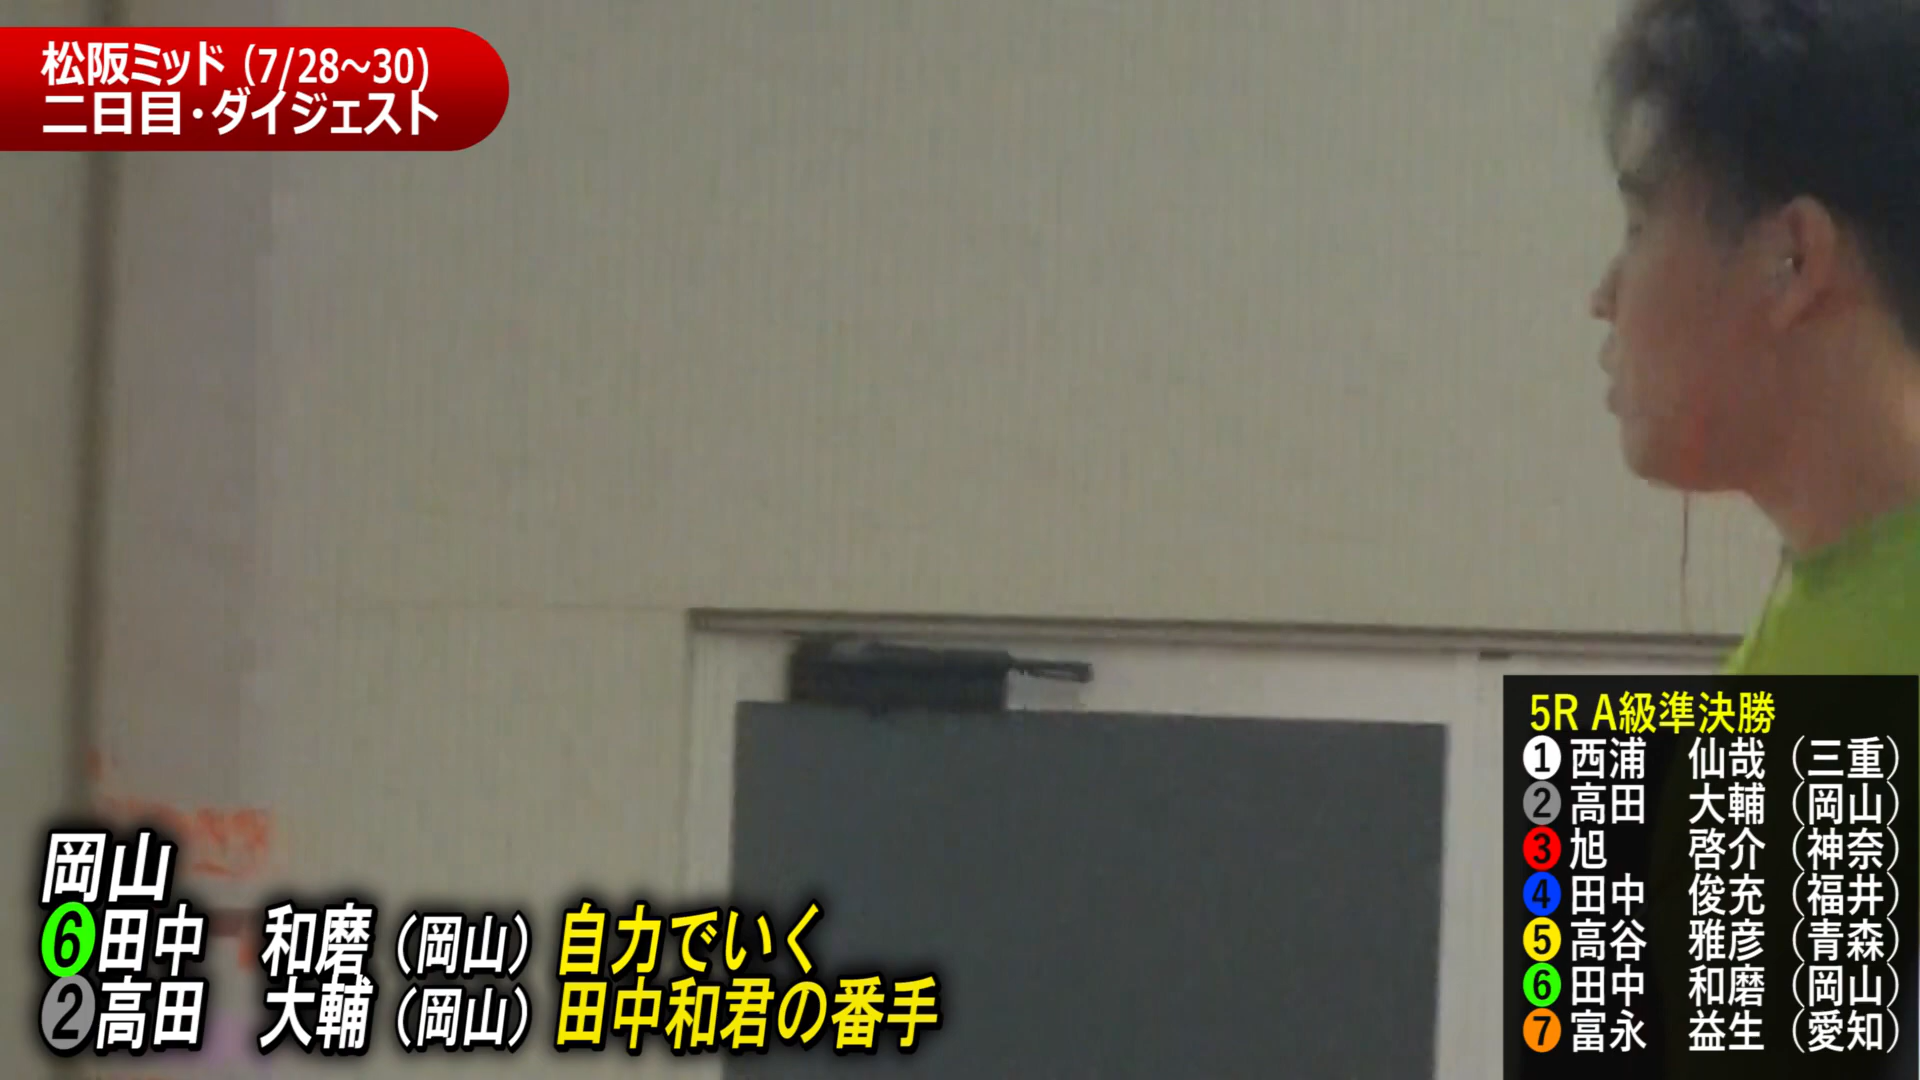 松阪ミッド（7/28～30）
二日目・ダイジェスト
5R A級準決勝
1 西浦 仙哉（三重）
2 高田 大輔（岡山）
3 旭 啓介（神奈）
4 田中 俊充（福井）
5 高谷 雅彦（青森）
6 田中 和磨（岡山）
7 富永 益生（愛知）
岡山
6 田中 和磨（岡山）自力でいく
2 高田 大輔（岡山）田中和君の番手